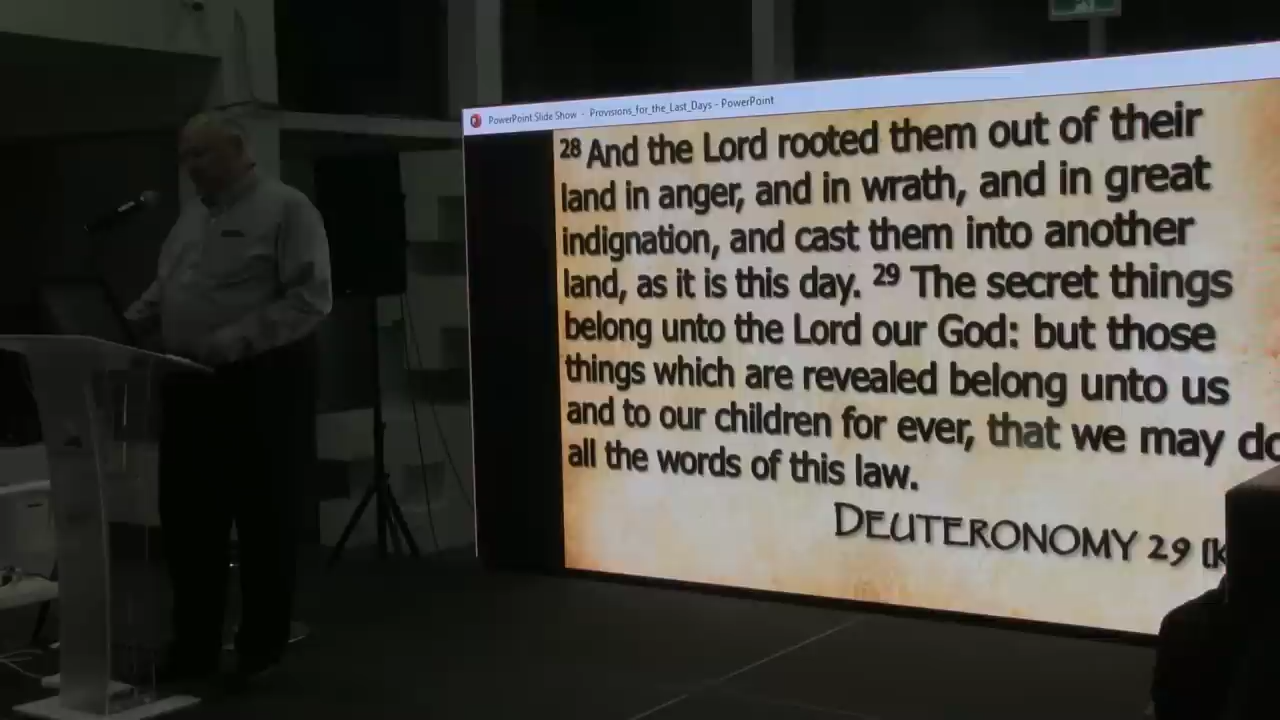 PowerPoint Slide Show - Provisions_for_the_Last_Days - PowerPoint
28 And the Lord rooted them out of their
land in anger, and in wrath, and in great
indignation, and cast them into another
land, as it is this day. 29 The secret things
belong unto the Lord our God: but those
things which are revealed belong unto us
and to our children for ever, that we may do
all the words of this law.
DEUTERONOMY 29 [K